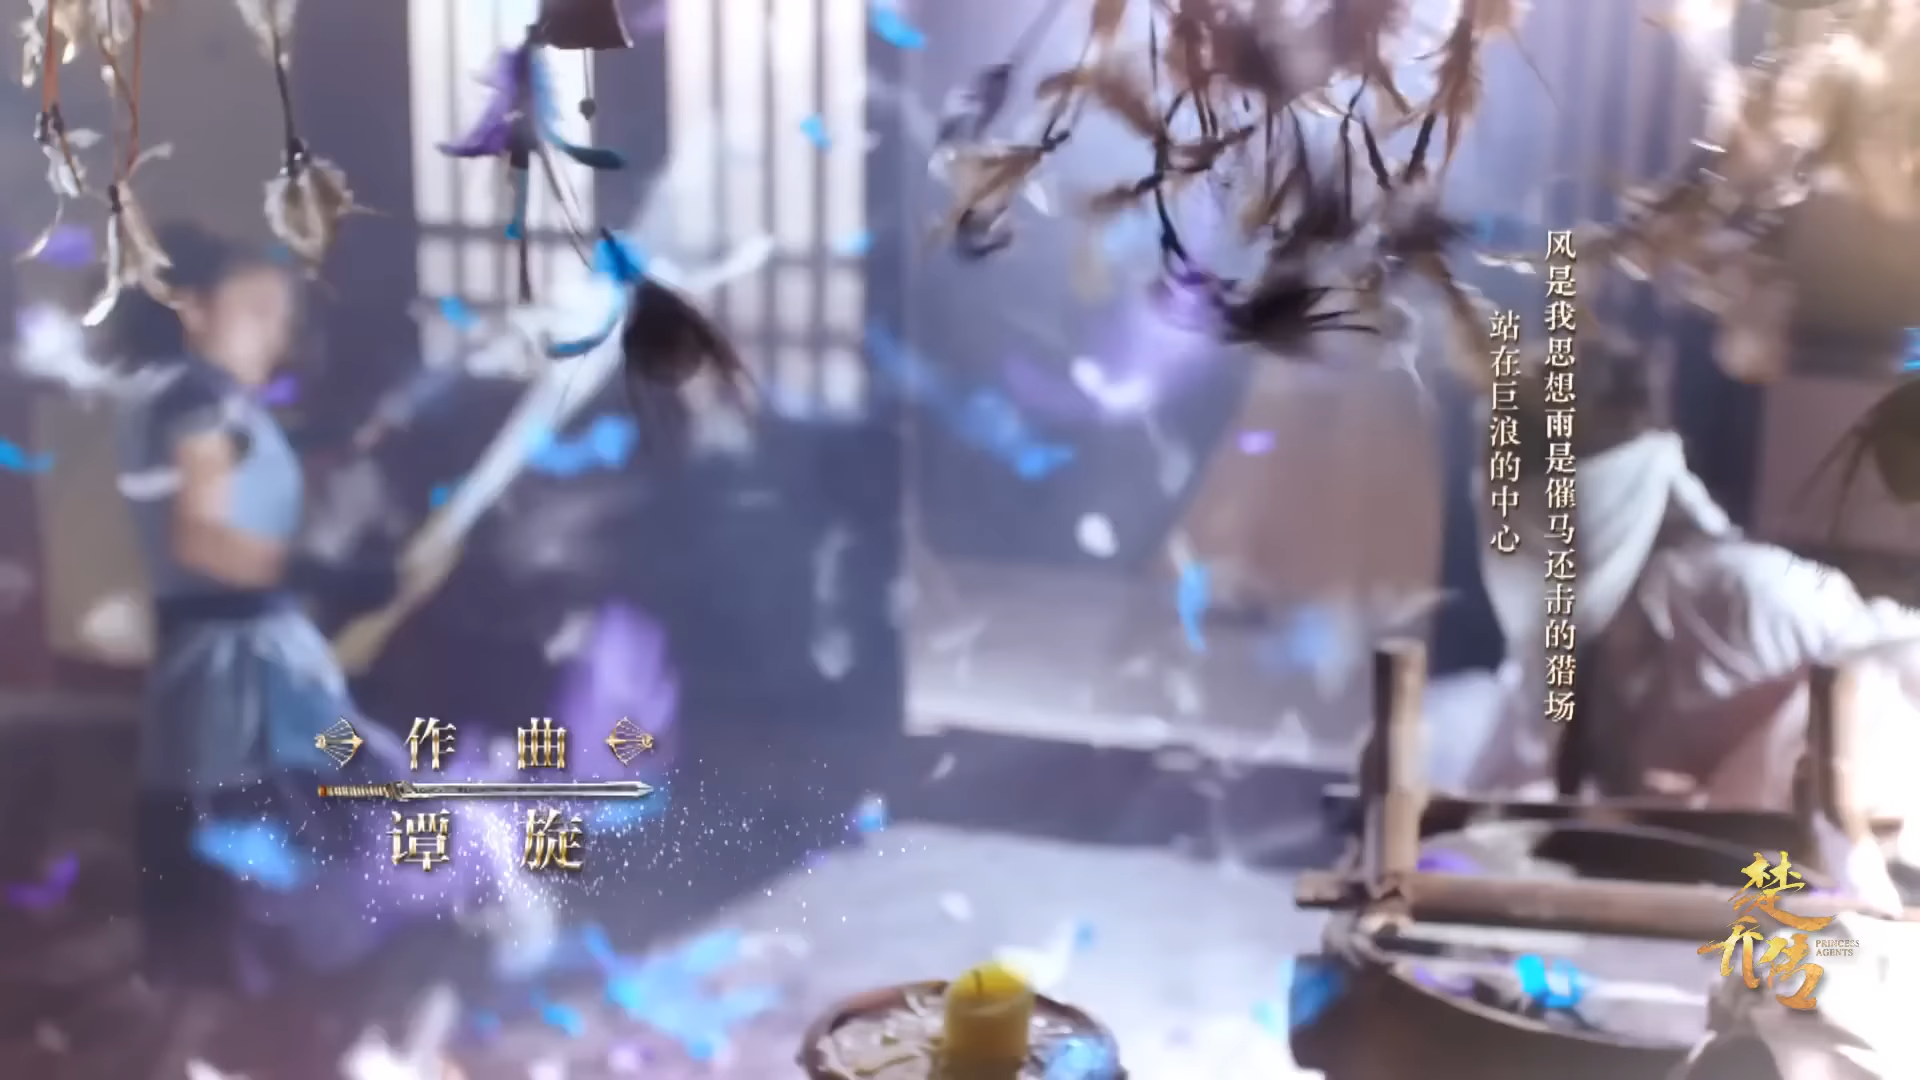 风是我思想雨是催马还击的猎场
站在巨浪的中心
作曲
谭旋
楚乔传
PRINCESS
AGENTS